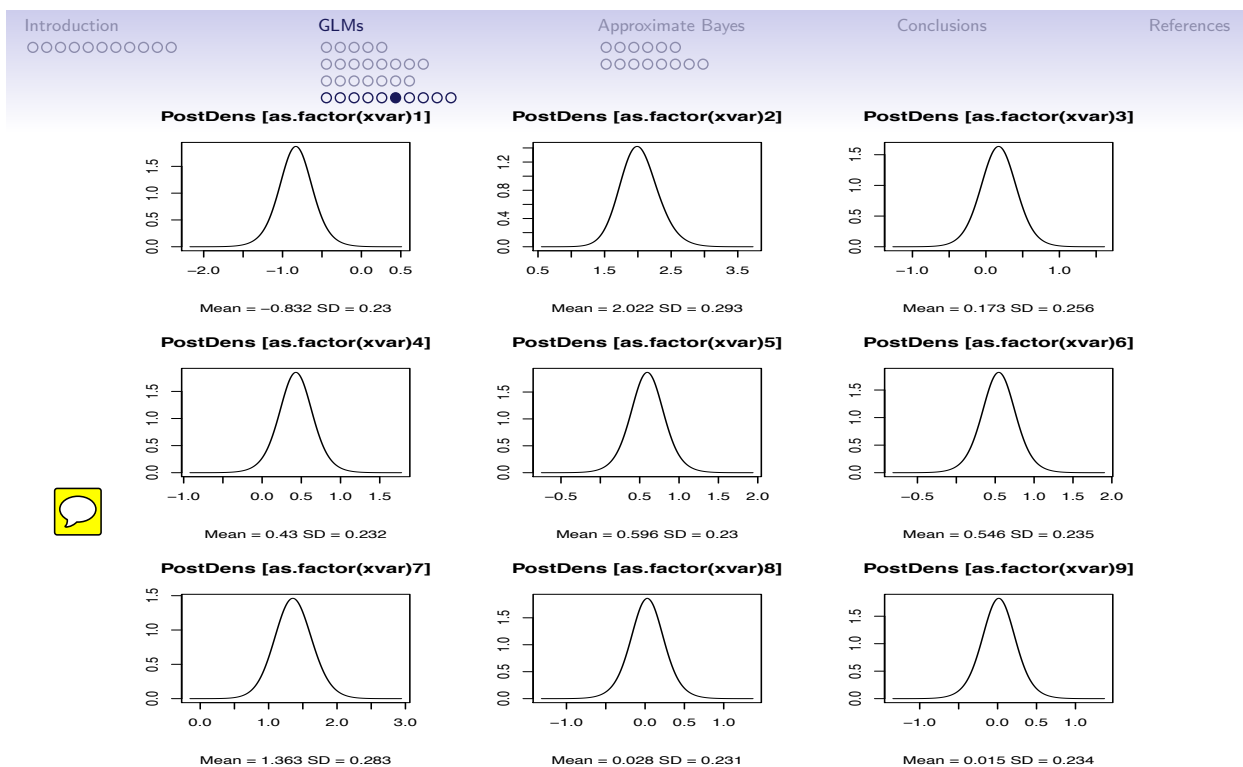 Introduction GLMs Approximate Bayes Conclusions References
PostDens [as.factor(xvar)1] PostDens [as.factor(xvar)2] PostDens [as.factor(xvar)3]
0.0 0.5 1.0 1.5
−2.0 −1.0 0.0 0.5
0.0 0.4 0.8 1.2
0.5 1.5 2.5 3.5
0.0 0.5 1.0 1.5
−1.0 0.0 1.0
Mean = −0.832 SD = 0.23 Mean = 2.022 SD = 0.293 Mean = 0.173 SD = 0.256
PostDens [as.factor(xvar)4] PostDens [as.factor(xvar)5] PostDens [as.factor(xvar)6]
0.0 0.5 1.0 1.5
−1.0 0.0 0.5 1.0 1.5
0.0 0.5 1.0 1.5
−0.5 0.5 1.0 1.5 2.0
0.0 0.5 1.0 1.5
−0.5 0.5 1.0 1.5 2.0
Mean = 0.43 SD = 0.232 Mean = 0.596 SD = 0.23 Mean = 0.546 SD = 0.235
PostDens [as.factor(xvar)7] PostDens [as.factor(xvar)8] PostDens [as.factor(xvar)9]
0.0 0.5 1.0 1.5
0.0 1.0 2.0 3.0
0.0 0.5 1.0 1.5
−1.0 0.0 0.5 1.0
0.0 0.5 1.0 1.5
−1.0 0.0 0.5 1.0
Mean = 1.363 SD = 0.283 Mean = 0.028 SD = 0.231 Mean = 0.015 SD = 0.234